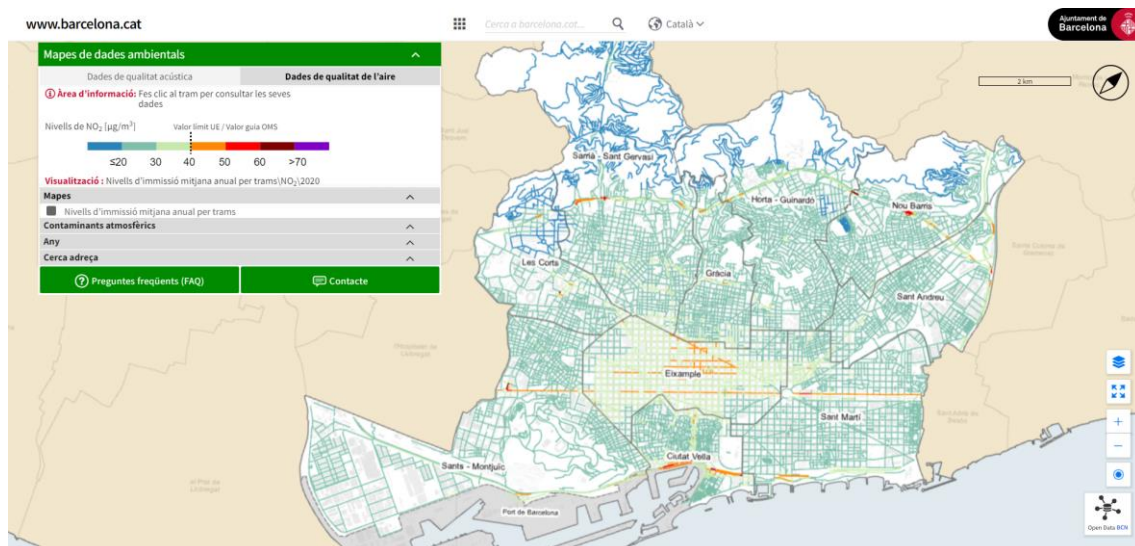 www.barcelona.cat
Cerca a barcelona.cat...
Català
Ajuntament de
Barcelona
Mapes de dades ambientals
Dades de qualitat acústica
Dades de qualitat de l'aire
Àrea d'informació: Fes clic al tram per consultar les seves
dades
Nivells de NO₂ [µg/m³]
Valor límit UE / Valor guia OMS
≤20 30 40 50 60 >70
Visualització : Nivells d'immissió mitjana anual per trams\NO₂\2020
Mapes
Nivells d'immissió mitjana anual per trams
Contaminants atmosfèrics
Any
Cerca adreça
Preguntes freqüents (FAQ)
Contacte
2 km
Sarrià - Sant Gervasi
Horta - Guinardó
Nou Barris
Les Corts
Gràcia
Sant Andreu
Eixample
Sant Martí
Ciutat Vella
Sants - Montjuïc
Port de Barcelona
el Prat de
Llobregat
Open Data BCN